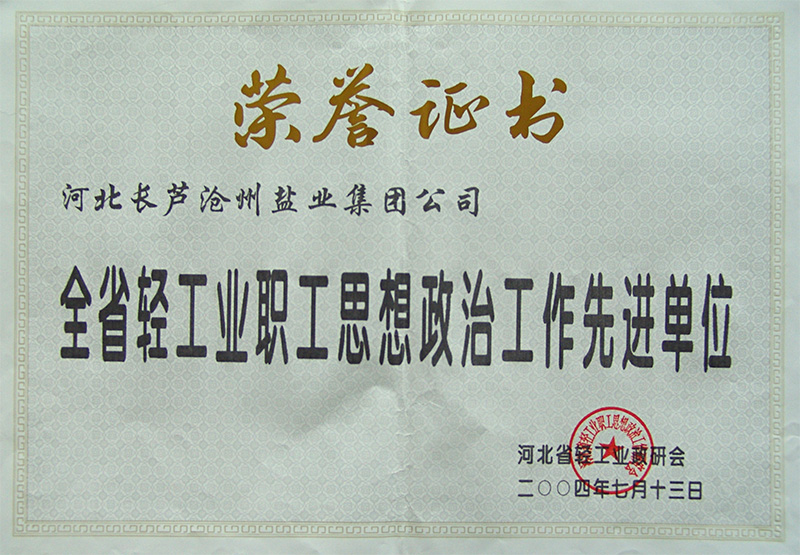 荣誉证书
河北长芦沧州盐业集团公司
全省轻工业职工思想政治工作先进单位
河北省轻工业政研会
二〇〇四年七月十三日